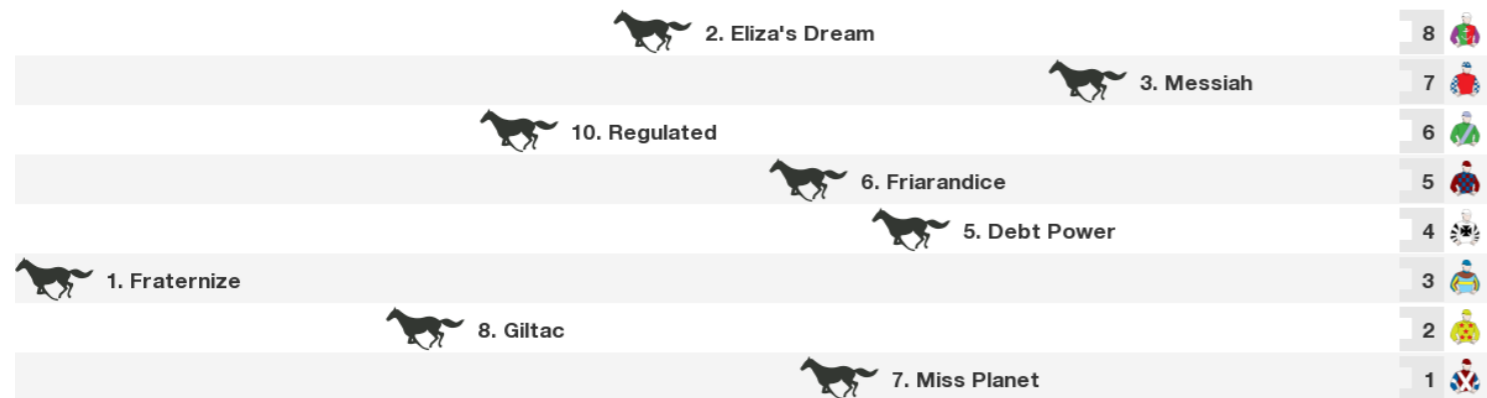 2. Eliza's Dream 8
3. Messiah 7
10. Regulated 6
6. Friarandice 5
5. Debt Power 4
1. Fraternize 3
8. Giltac 2
7. Miss Planet 1